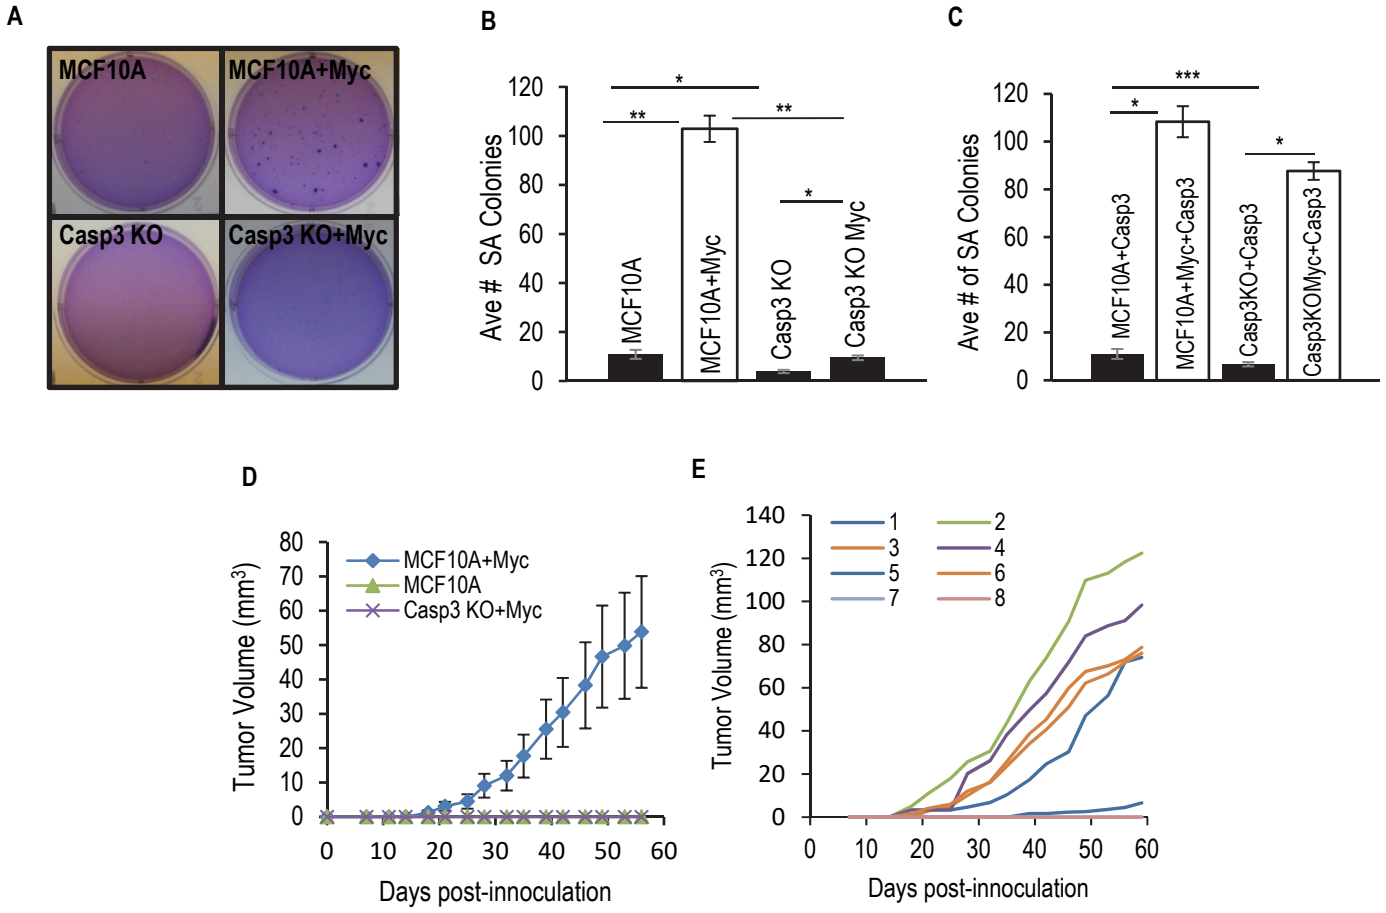 A
MCF10A
MCF10A+Myc
Casp3 KO
Casp3 KO+Myc
B
Ave # SA Colonies
120
100
80
60
40
20
0
*
**
**
*
MCF10A
MCF10A+Myc
Casp3 KO
Casp3 KO Myc
C
Ave # of SA Colonies
120
100
80
60
40
20
0
***
*
*
MCF10A+Casp3
MCF10A+Myc+Casp3
Casp3KO+Casp3
Casp3KOMyc+Casp3
D
Tumor Volume (mm³)
80
70
60
50
40
30
20
10
0
MCF10A+Myc
MCF10A
Casp3 KO+Myc
0 10 20 30 40 50 60
Days post-innoculation
E
Tumor Volume (mm³)
140
120
100
80
60
40
20
0
1 2
3 4
5 6
7 8
0 10 20 30 40 50 60
Days post-innoculation